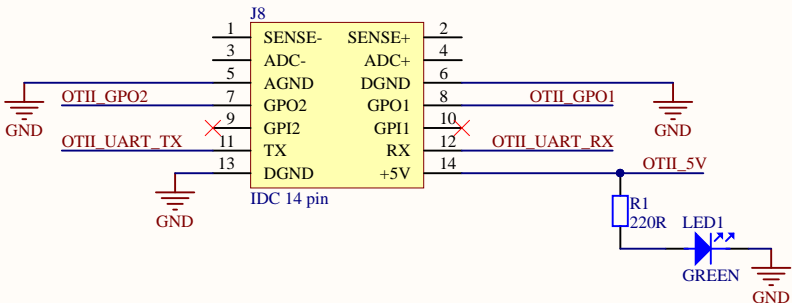 J8
1 SENSE- SENSE+ 2
3 ADC- ADC+ 4
5 AGND DGND 6
OTII_GPO2 7 GPO2 GPO1 8 OTII_GPO1
GND 9 GPI2 GPI1 10 GND
OTII_UART_TX 11 TX RX 12 OTII_UART_RX
13 DGND +5V 14 OTII_5V
IDC 14 pin
GND
R1
220R
LED1
GREEN
GND